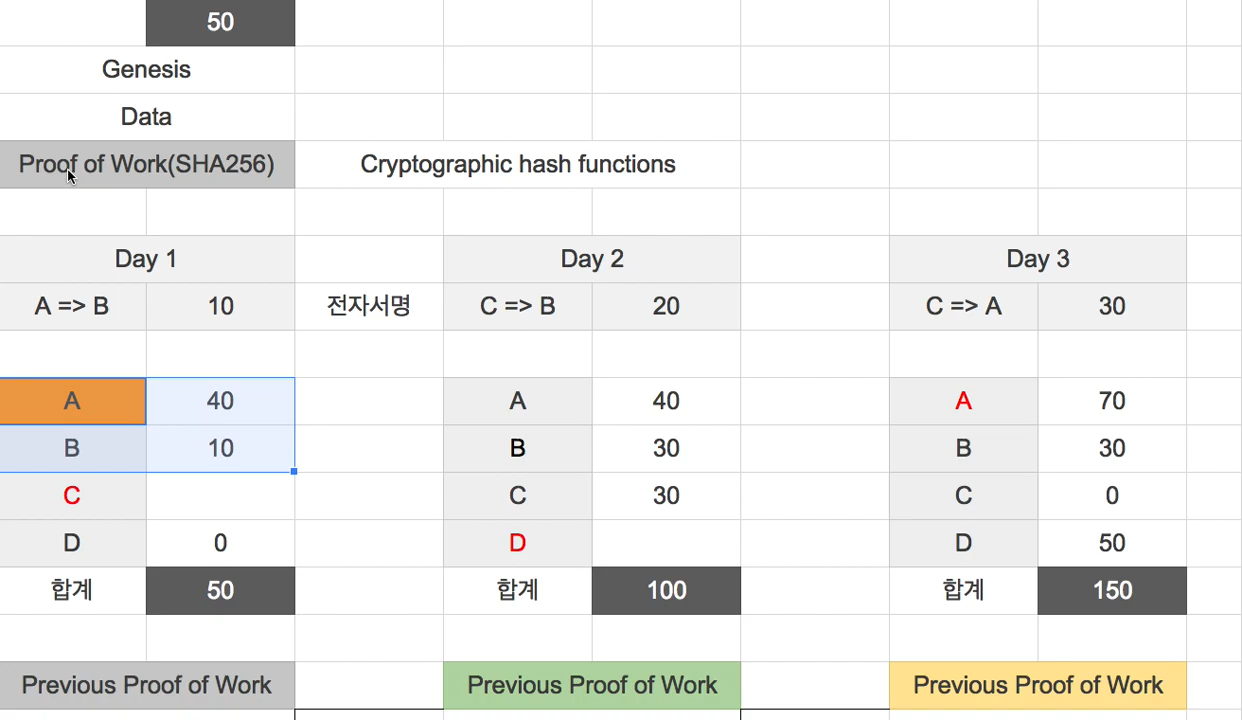 50
Genesis
Data
Proof of Work(SHA256) Cryptographic hash functions
Day 1 Day 2 Day 3
A => B 10 전자서명 C => B 20 C => A 30
A 40 A 40 A 70
B 10 B 30 B 30
C C 30 C 0
D 0 D D 50
합계 50 합계 100 합계 150
Previous Proof of Work Previous Proof of Work Previous Proof of Work